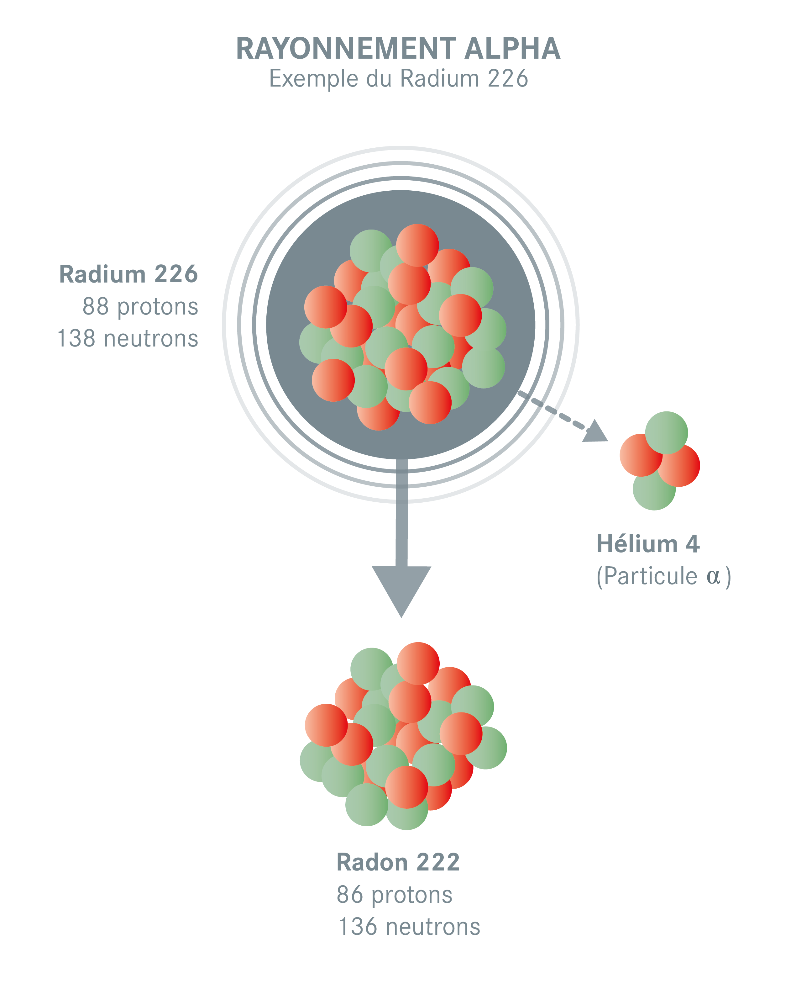 RAYONNEMENT ALPHA
Exemple du Radium 226
Radium 226
88 protons
138 neutrons
Hélium 4
(Particule α )
Radon 222
86 protons
136 neutrons